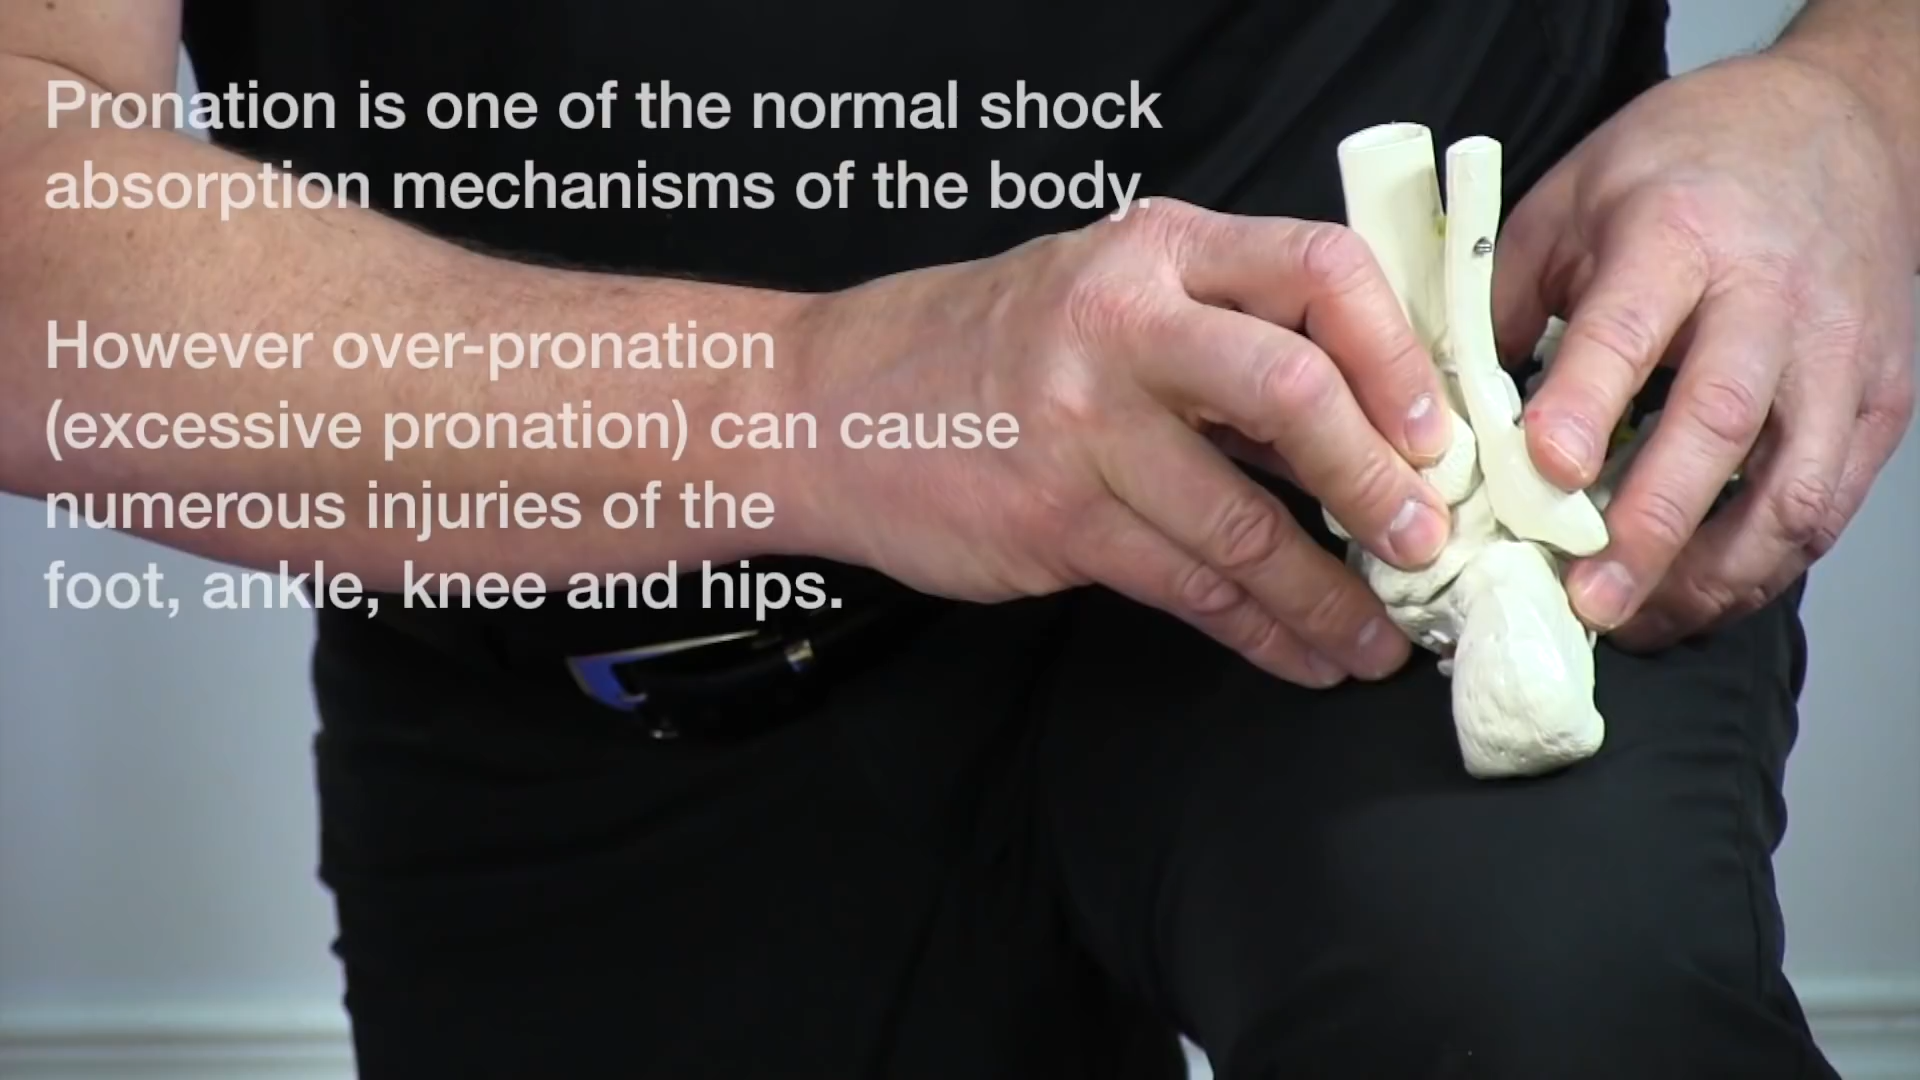 Pronation is one of the normal shock
absorption mechanisms of the body.
However over-pronation
(excessive pronation) can cause
numerous injuries of the
foot, ankle, knee and hips.